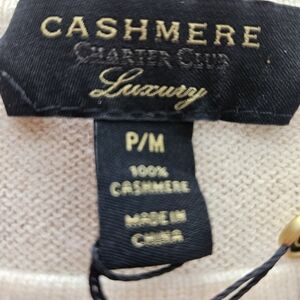 CASHMERE
CHARTER CLUB
Luxury
P/M
100%
CASHMERE
MADE IN
CHINA